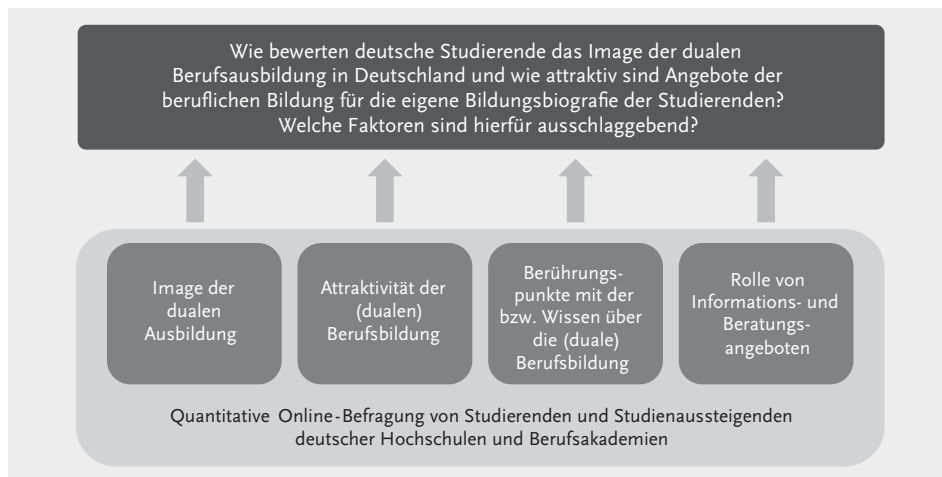 Wie bewerten deutsche Studierende das Image der dualen
Berufsausbildung in Deutschland und wie attraktiv sind Angebote der
beruflichen Bildung für die eigene Bildungsbiografie der Studierenden?
Welche Faktoren sind hierfür ausschlaggebend?
Image der
dualen
Ausbildung
Attraktivität der
(dualen)
Berufsbildung
Berührungs-
punkte mit der
bzw. Wissen über
die (duale)
Berufsbildung
Rolle von
Informations- und
Beratungs-
angeboten
Quantitative Online-Befragung von Studierenden und Studienaussteigenden
deutscher Hochschulen und Berufsakademien